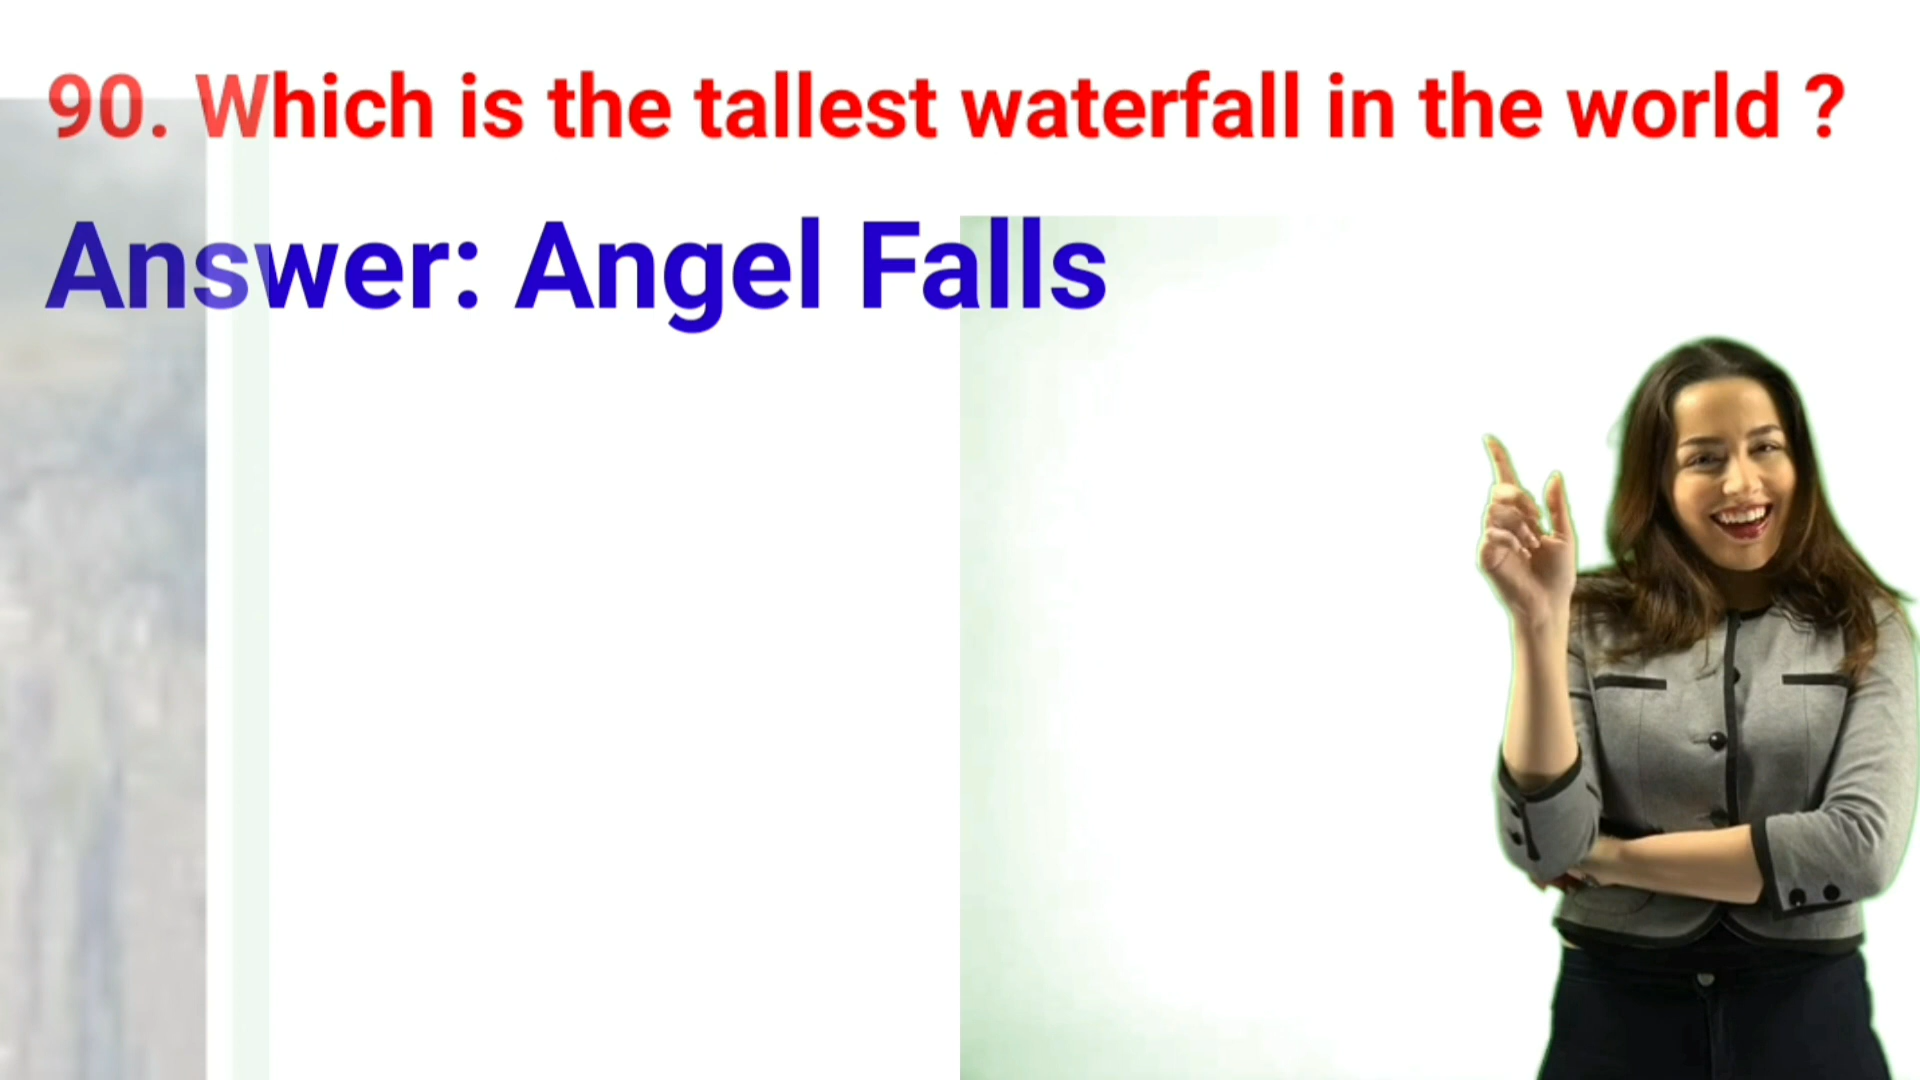 90. Which is the tallest waterfall in the world ?
Answer: Angel Falls